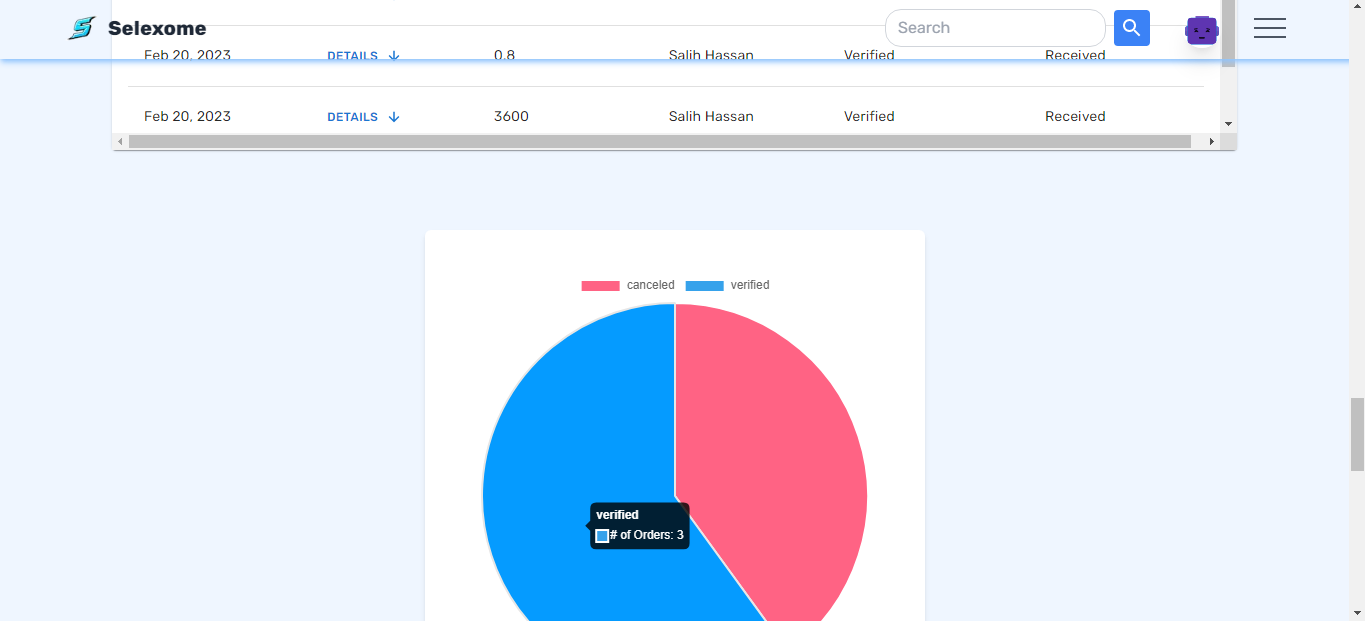 Selexome
Search
Feb 20, 2023 DETAILS 0.8 Salih Hassan Verified Received
Feb 20, 2023 DETAILS 3600 Salih Hassan Verified Received
canceled verified
verified
# of Orders: 3